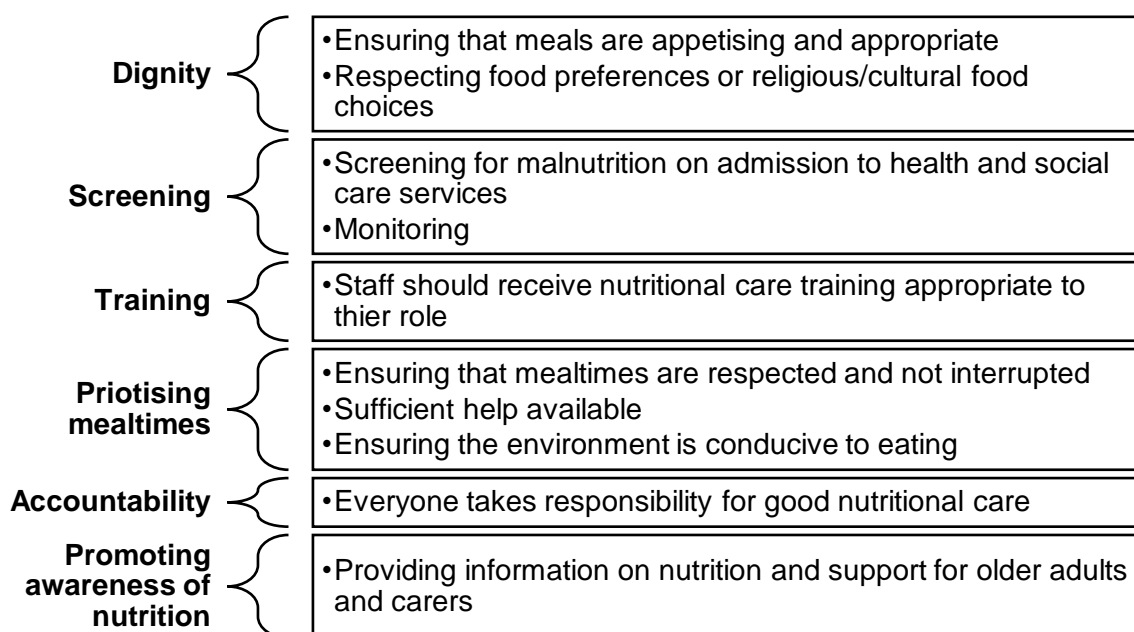 Dignity
•Ensuring that meals are appetising and appropriate
•Respecting food preferences or religious/cultural food
choices
Screening
•Screening for malnutrition on admission to health and social
care services
•Monitoring
Training
•Staff should receive nutritional care training appropriate to
thier role
Priotising
mealtimes
•Ensuring that mealtimes are respected and not interrupted
•Sufficient help available
•Ensuring the environment is conducive to eating
Accountability
•Everyone takes responsibility for good nutritional care
Promoting
awareness of
nutrition
•Providing information on nutrition and support for older adults
and carers